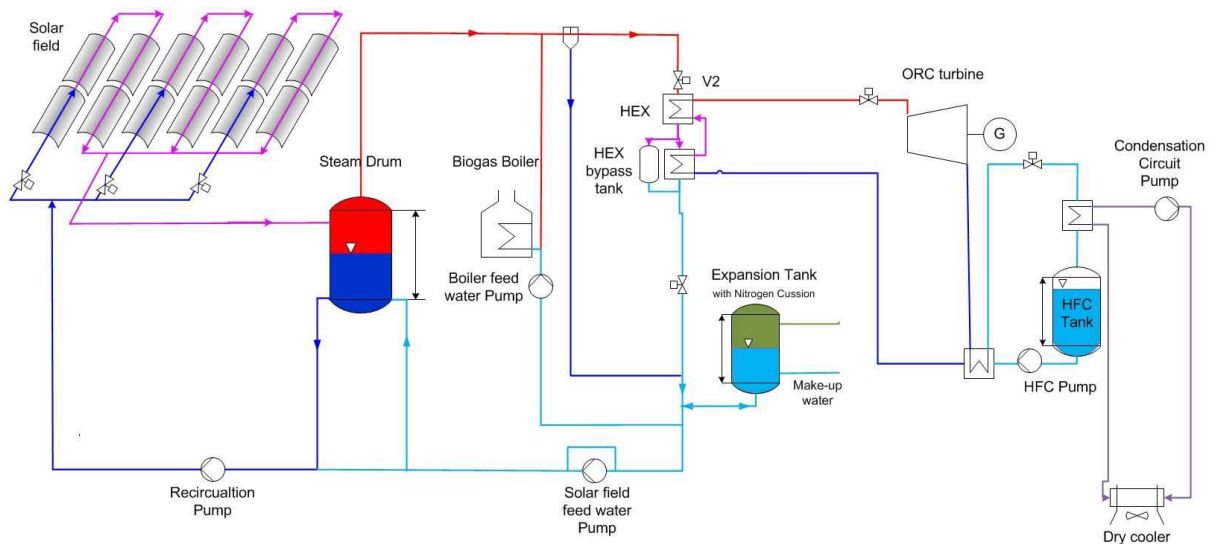 Solar
field
Steam Drum
Biogas Boiler
Boiler feed
water Pump
V2
HEX
HEX
bypass
tank
ORC turbine
G
Condensation
Circuit
Pump
Expansion Tank
with Nitrogen Cussion
Make-up
water
HFC
Tank
HFC Pump
Recircualtion
Pump
Solar field
feed water
Pump
Dry cooler